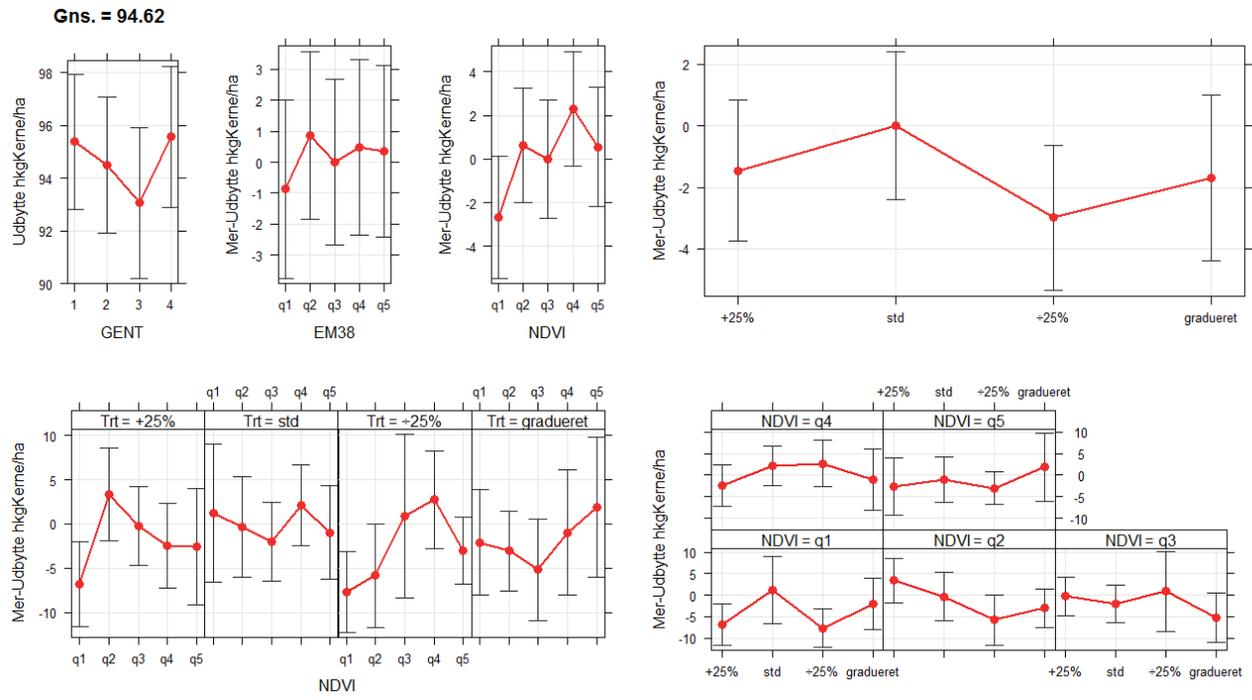 Gns. = 94.62
Udbytte hkgKerne/ha
98
96
94
92
90
1 2 3 4
GENT
Mer-Udbytte hkgKerne/ha
3
2
1
0
-1
-2
-3
q1 q2 q3 q4 q5
EM38
Mer-Udbytte hkgKerne/ha
4
2
0
-2
-4
q1 q2 q3 q4 q5
NDVI
Mer-Udbytte hkgKerne/ha
2
0
-2
-4
+25% std ÷25% gradueret
Mer-Udbytte hkgKerne/ha
q1 q2 q3 q4 q5 q1 q2 q3 q4 q5
Trt = +25% Trt = std Trt = ÷25% Trt = gradueret
10
5
0
-5
-10
q1 q2 q3 q4 q5 q1 q2 q3 q4 q5
NDVI
Mer-Udbytte hkgKerne/ha
+25% std ÷25% gradueret
NDVI = q4 NDVI = q5
10
5
0
-5
-10
NDVI = q1 NDVI = q2 NDVI = q3
10
5
0
-5
-10
+25% std ÷25% gradueret +25% std ÷25% gradueret